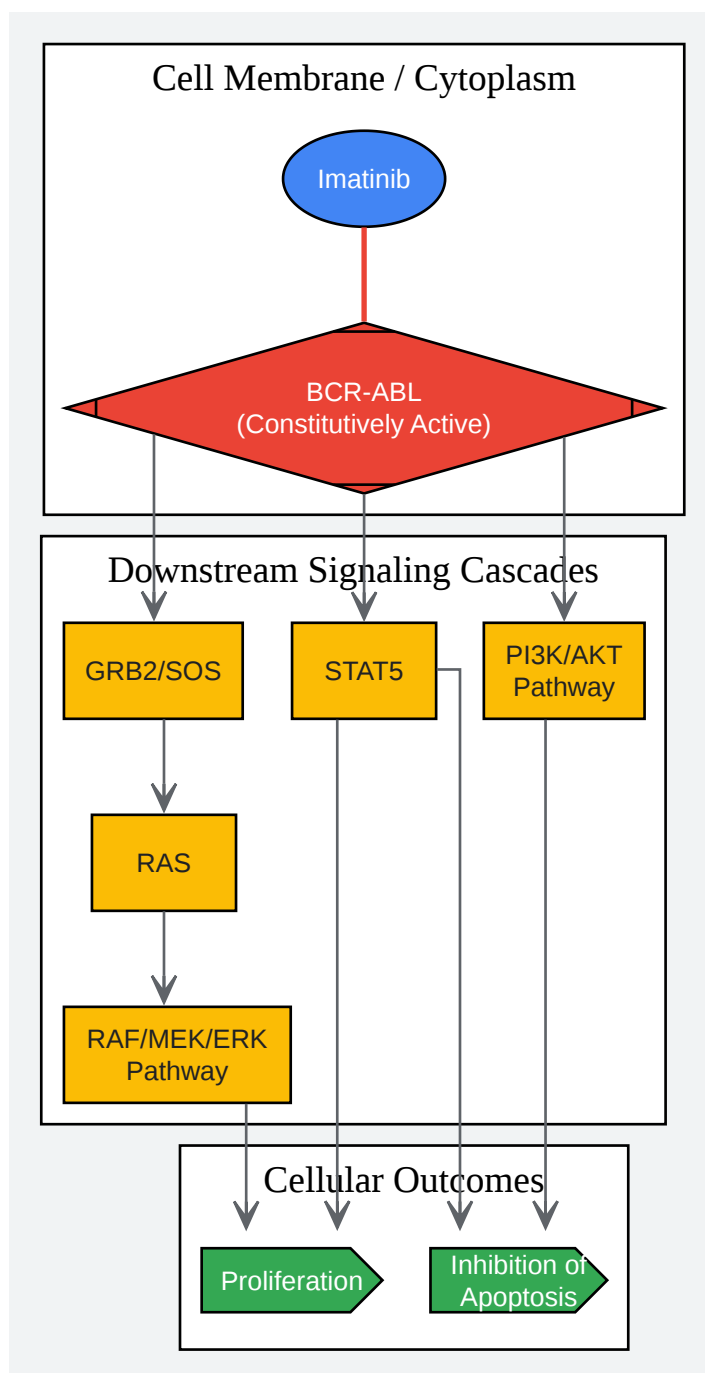 Cell Membrane / Cytoplasm
Imatinib
BCR-ABL
(Constitutively Active)
Downstream Signaling Cascades
GRB2/SOS
STAT5
PI3K/AKT
Pathway
RAS
RAF/MEK/ERK
Pathway
Cellular Outcomes
Proliferation
Inhibition of
Apoptosis